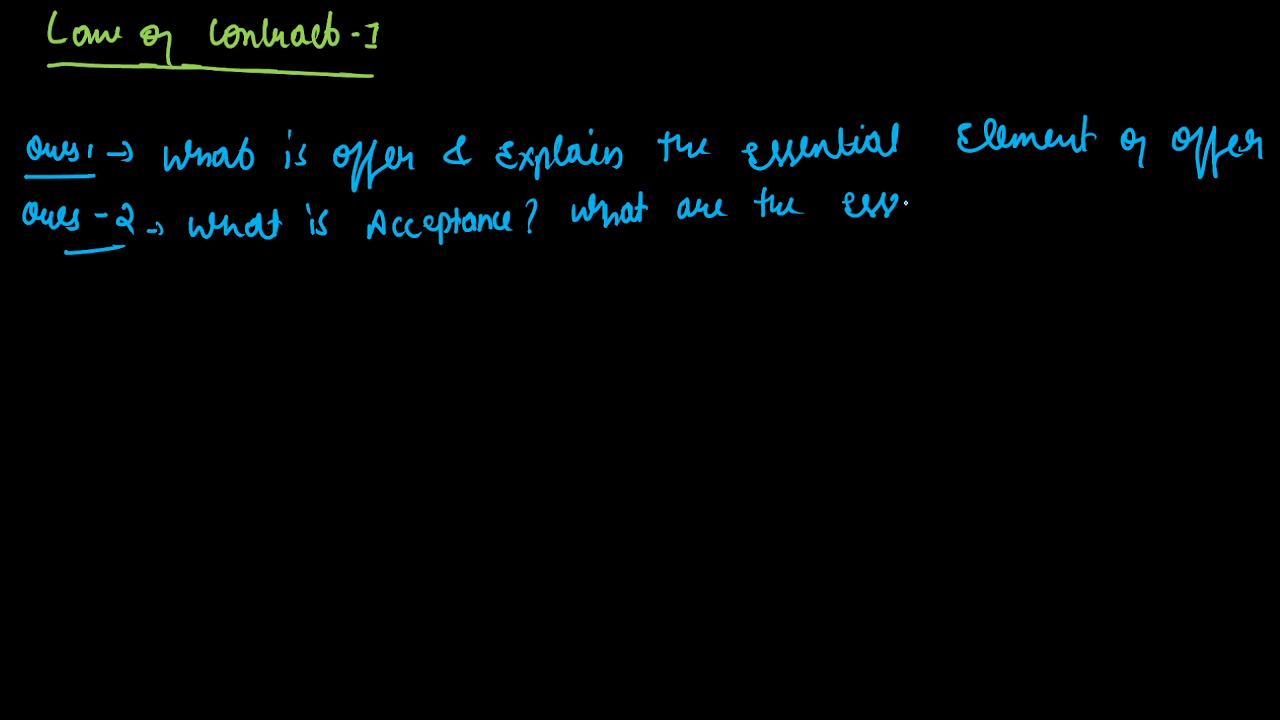 Law of Contract-I
Ques1 → What is offer & Explain the essential Element of offer
Ques-2 → What is Acceptance? What are the ess